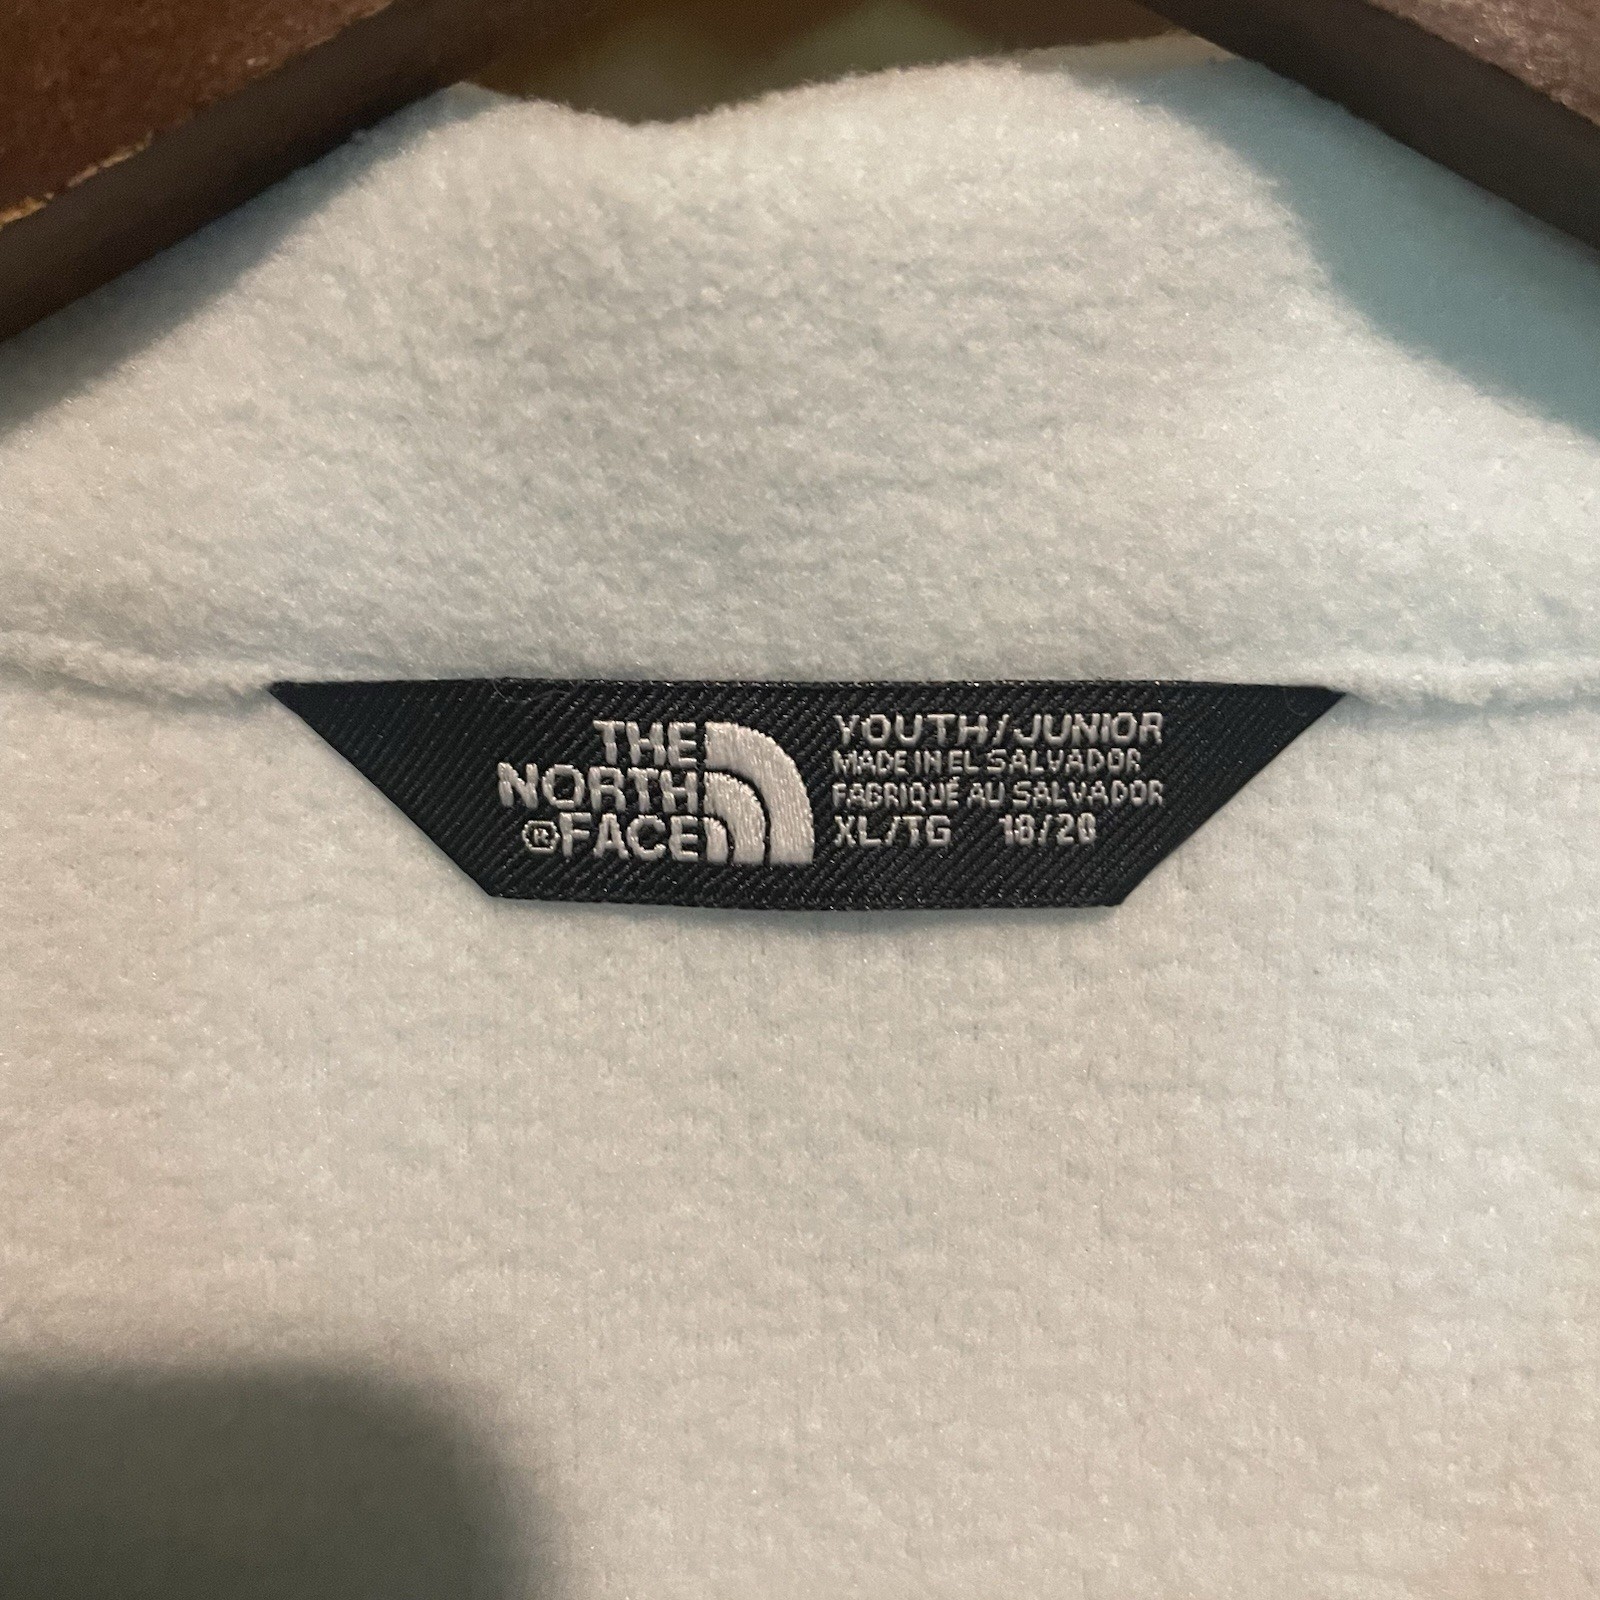 THE
NORTH
®FACE
YOUTH/JUNIOR
MADE IN EL SALVADOR
FABRIQUÉ AU SALVADOR
XL/TG 18/20